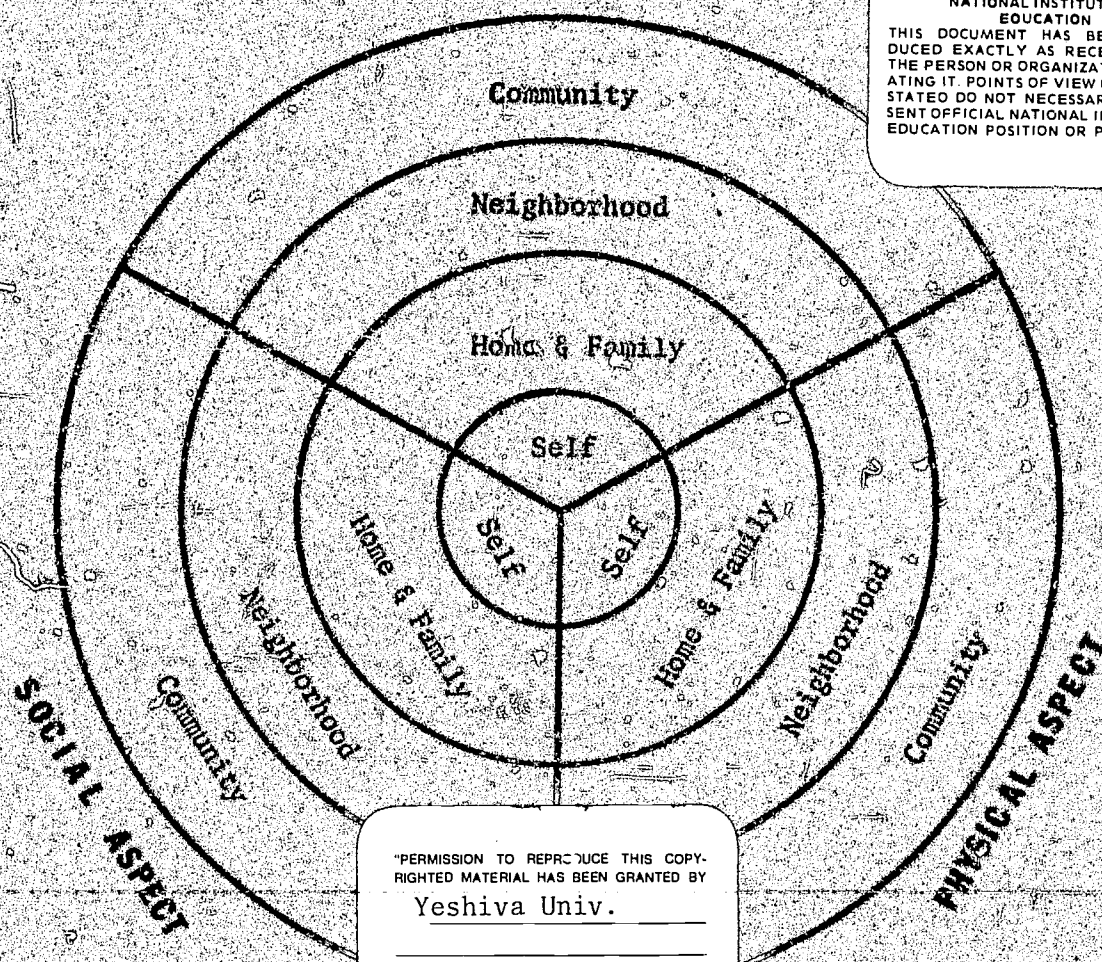 NATIONAL INSTITUT
EDUCATION
THIS DOCUMENT HAS BE
DUCED EXACTLY AS RECE
THE PERSON OR ORGANIZAT
ATING IT. POINTS OF VIEW
STATED DO NOT NECESSAR
SENT OFFICIAL NATIONAL I
EDUCATION POSITION OR P
Community
Neighborhood
Home & Family
Self
Self
Self
Home & Family
Home & Family
Neighborhood
Neighborhood
Community
Community
SOCIAL ASPECT
PHYSICAL ASPECT
"PERMISSION TO REPRODUCE THIS COPY-
RIGHTED MATERIAL HAS BEEN GRANTED BY
Yeshiva Univ.